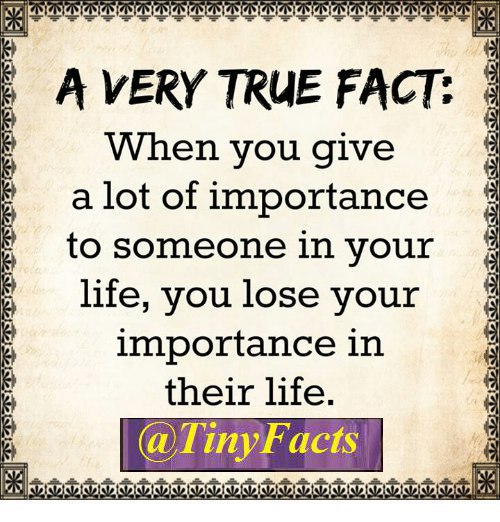 A VERY TRUE FACT:
When you give
a lot of importance
to someone in your
life, you lose your
importance in
their life.
@TinyFacts